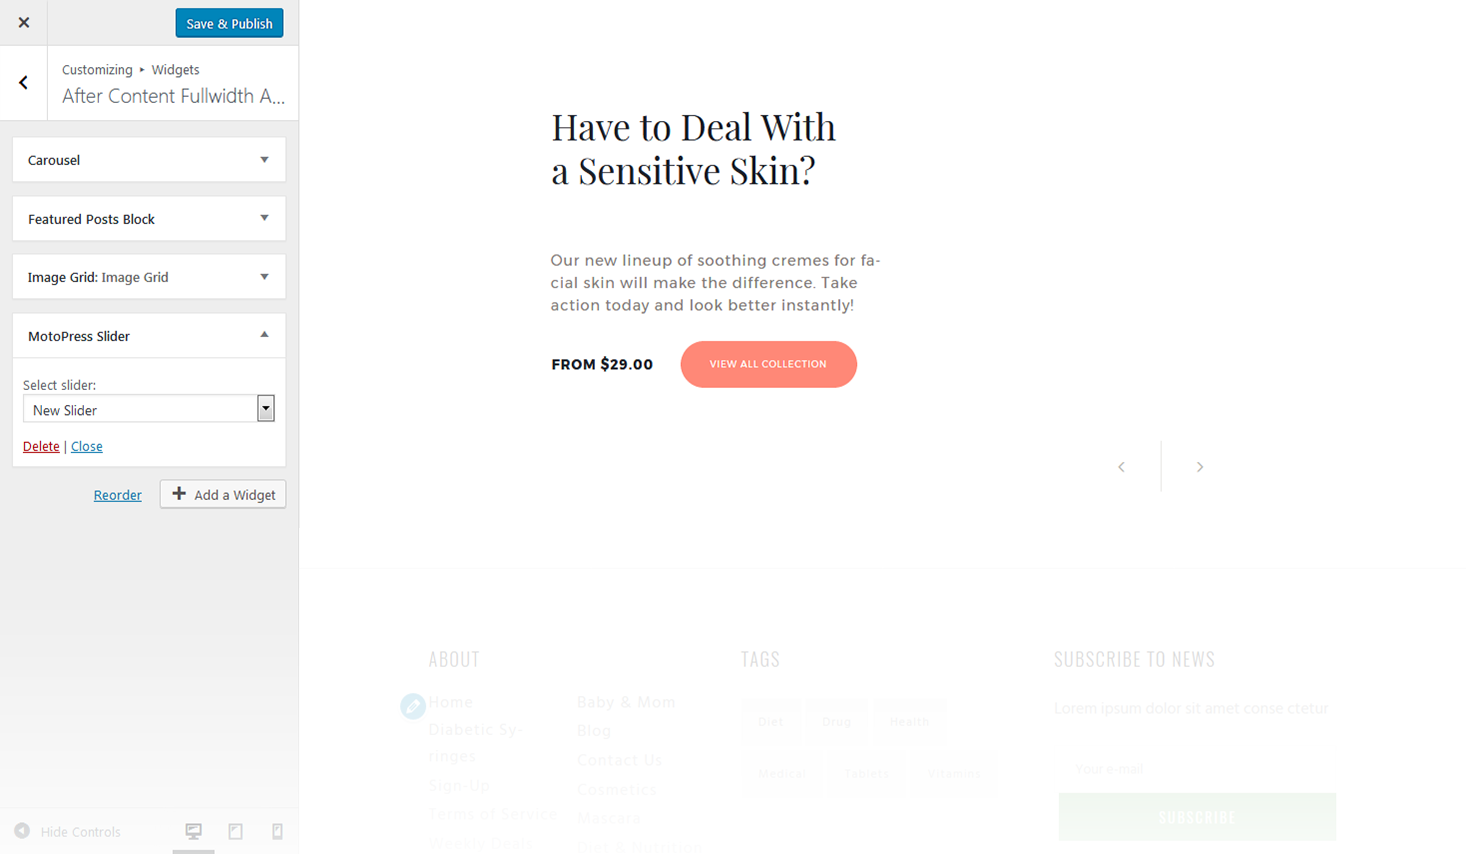 Save & Publish
Customizing ▸ Widgets
After Content Fullwidth A...
Carousel
Featured Posts Block
Image Grid: Image Grid
MotoPress Slider
Select slider:
New Slider
Delete | Close
Reorder
Add a Widget
Hide Controls
Have to Deal With
a Sensitive Skin?
Our new lineup of soothing cremes for fa-
cial skin will make the difference. Take
action today and look better instantly!
FROM $29.00
VIEW ALL COLLECTION
ABOUT
Home
Diabetic Sy-
ringes
Sign-Up
Terms of Service
Weekly Deals
Baby & Mom
Blog
Contact Us
Cosmetics
Mascara
Diet & Nutrition
TAGS
Diet
Drug
Health
Medical
Tablets
Vitamins
SUBSCRIBE TO NEWS
Lorem ipsum dolor sit amet conse ctetur
Your e-mail
SUBSCRIBE